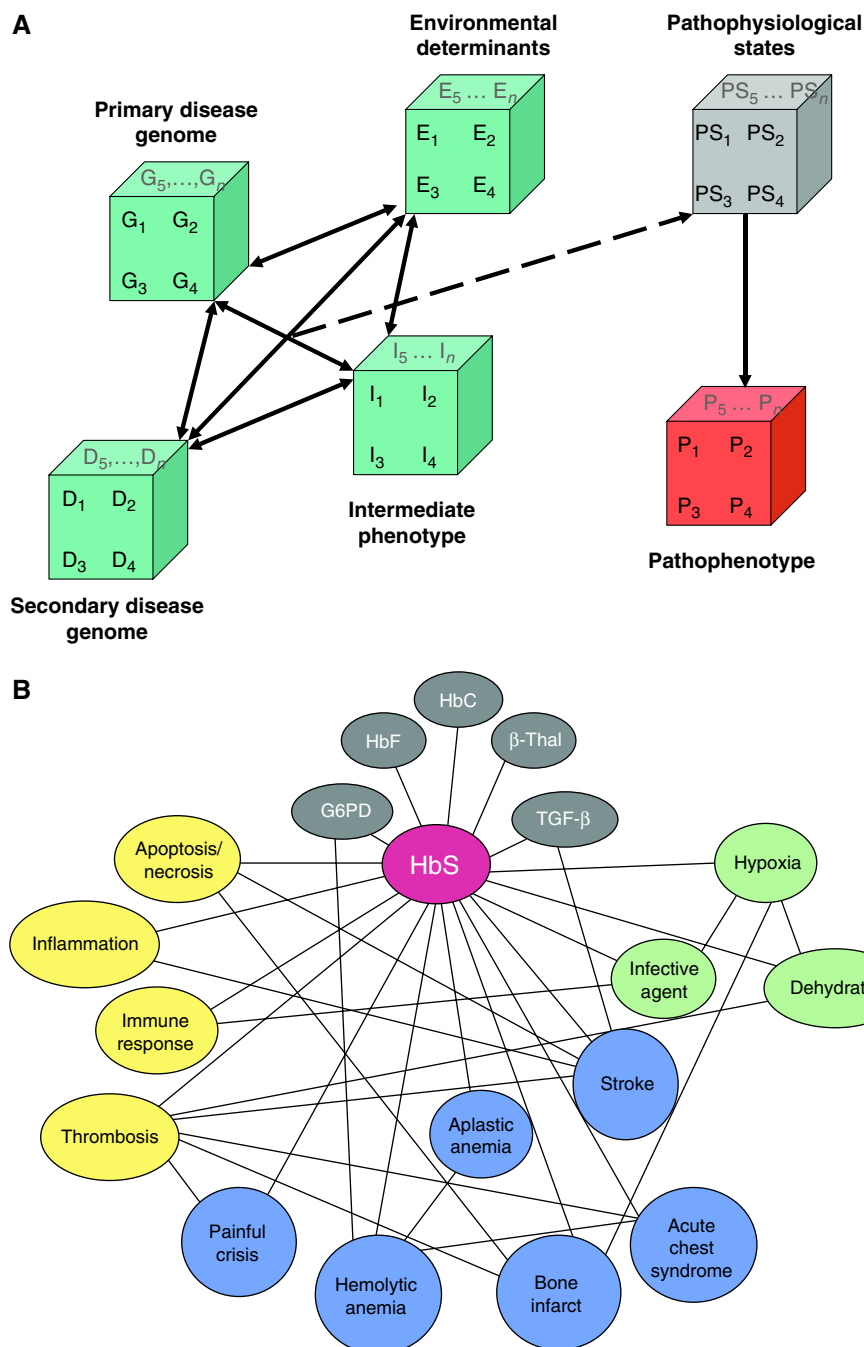 A
Environmental
determinants
Pathophysiological
states
Primary disease
genome
E5 ... En
E1 E2
E3 E4
PS5 ... PSn
PS1 PS2
PS3 PS4
G5,...,Gn
G1 G2
G3 G4
I5 ... In
I1 I2
I3 I4
Intermediate
phenotype
P5 ... Pn
P1 P2
P3 P4
Pathophenotype
D5,...,Dn
D1 D2
D3 D4
Secondary disease
genome
B
HbC
HbF
β-Thal
G6PD
TGF-β
HbS
Apoptosis/
necrosis
Hypoxia
Inflammation
Infective
agent
Dehydrat
Immune
response
Stroke
Thrombosis
Aplastic
anemia
Painful
crisis
Hemolytic
anemia
Bone
infarct
Acute
chest
syndrome